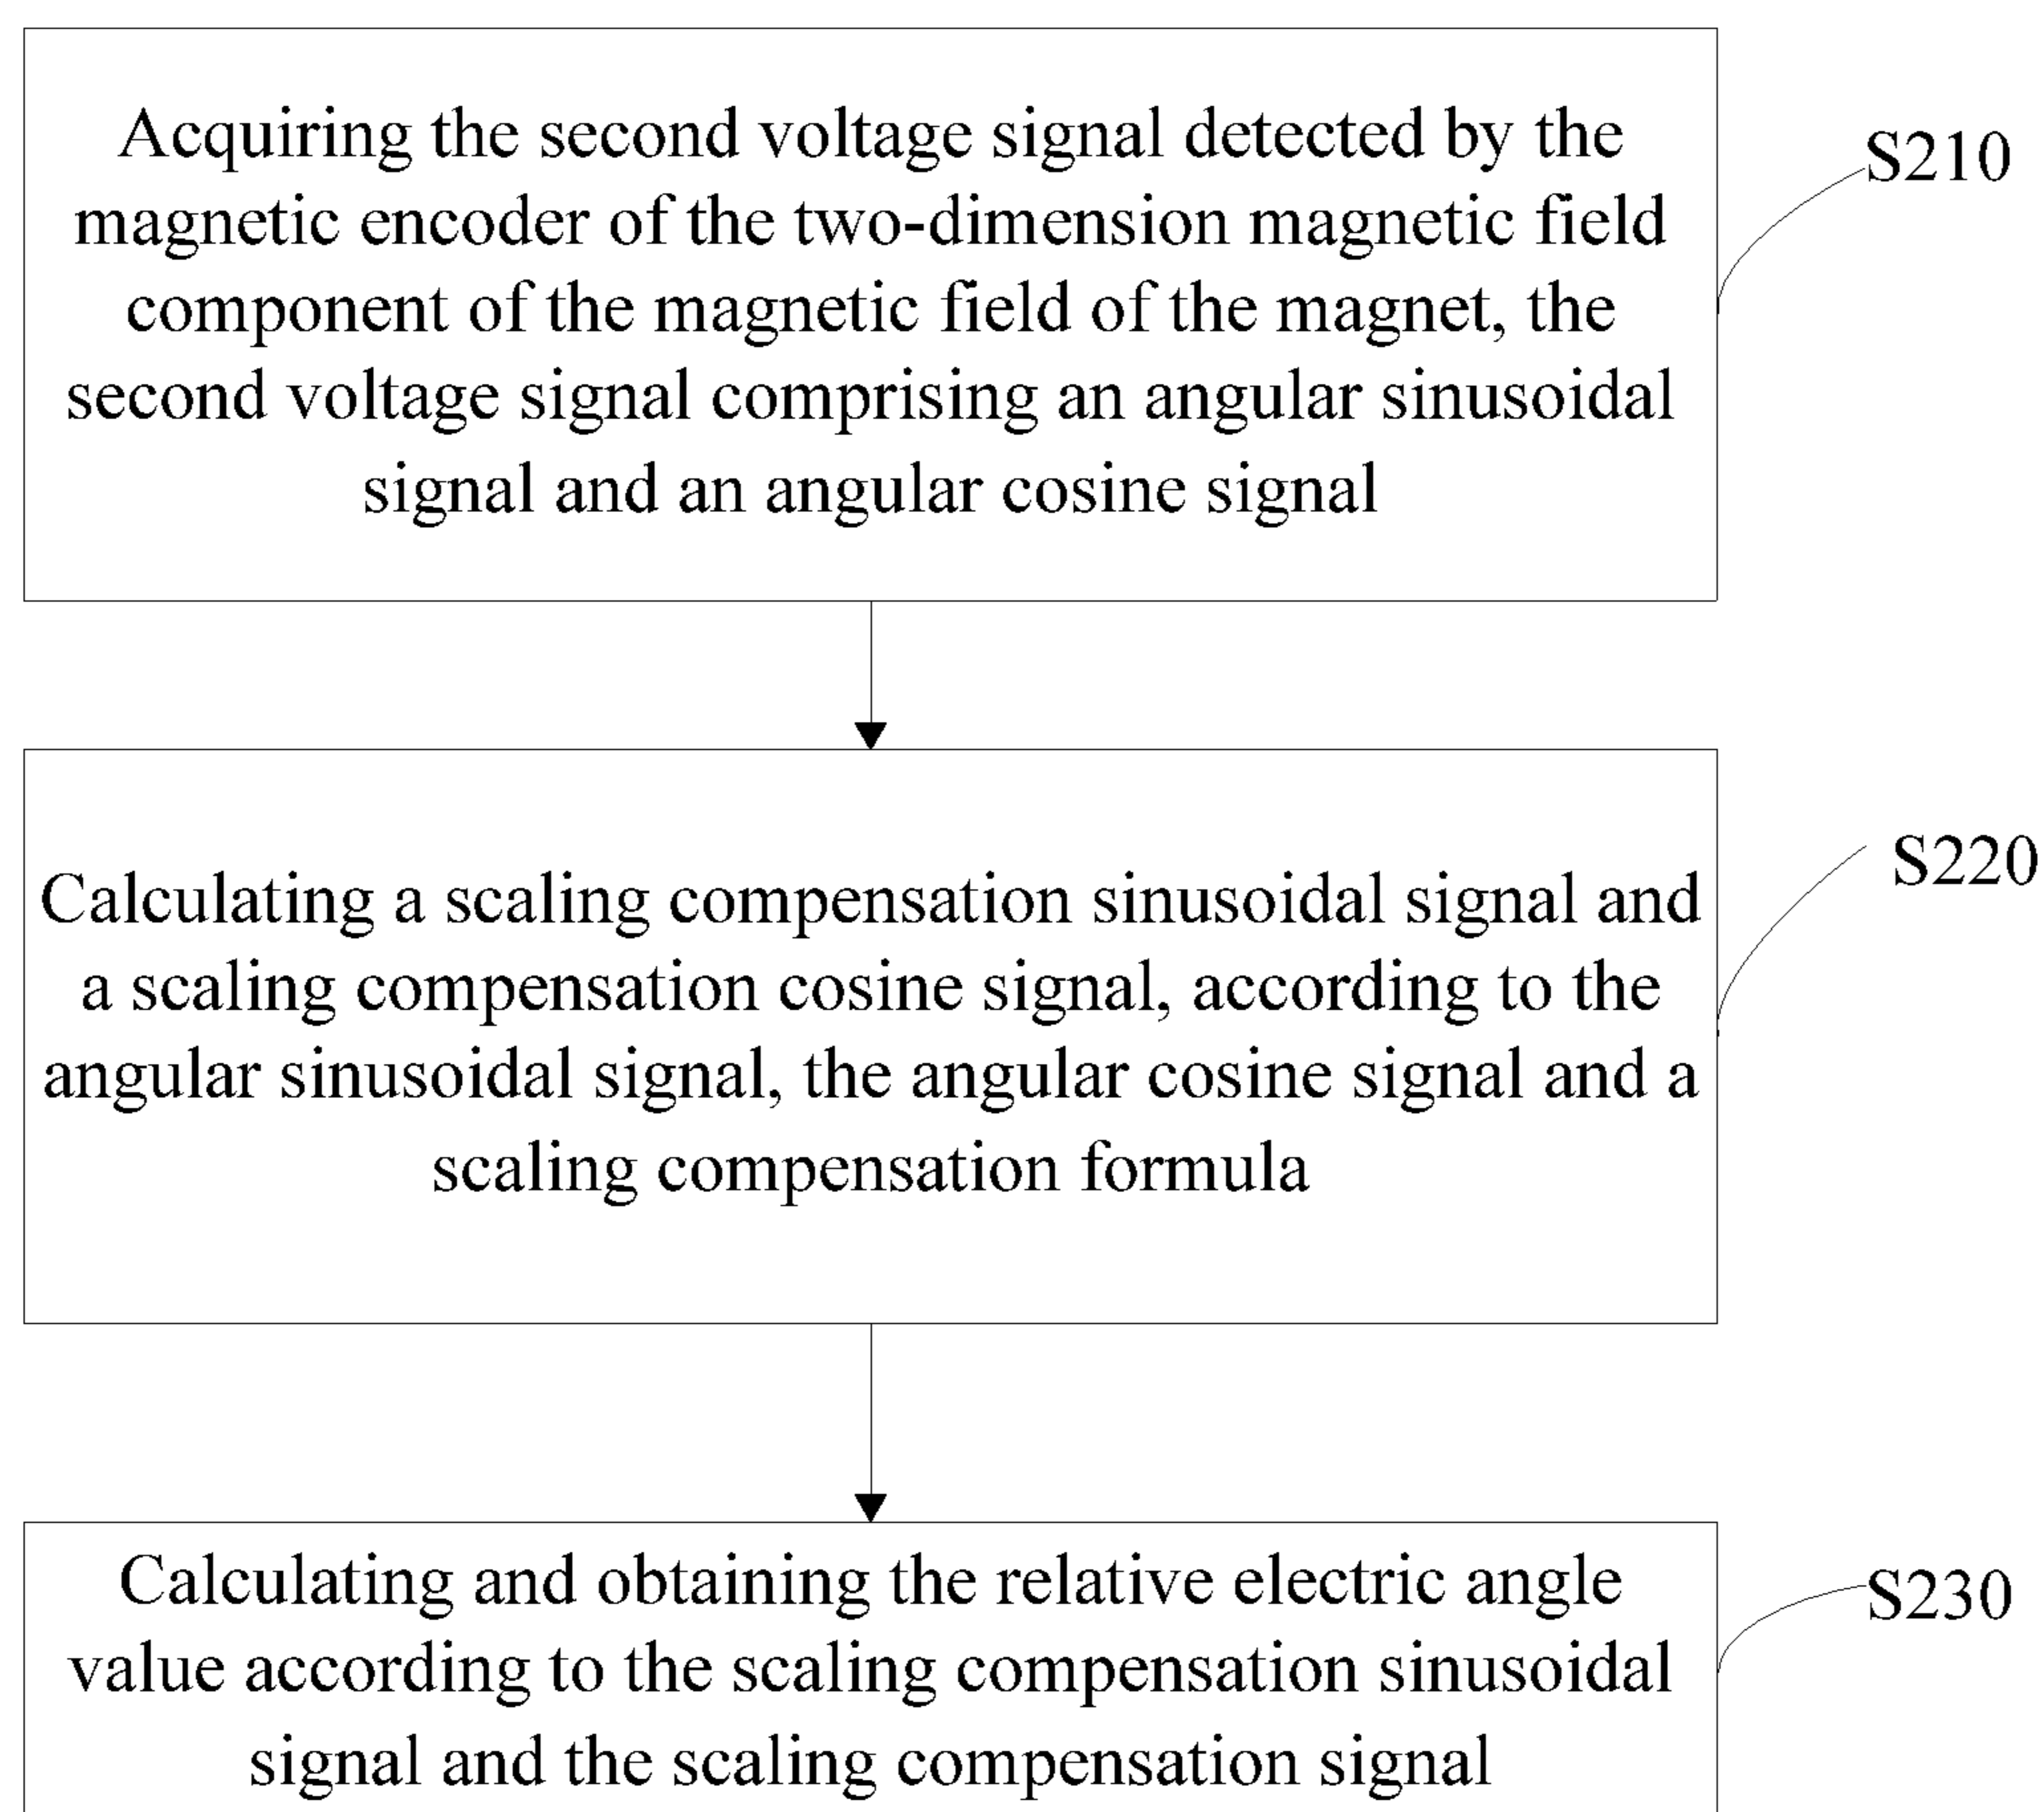 Acquiring the second voltage signal detected by the
magnetic encoder of the two-dimension magnetic field
component of the magnetic field of the magnet, the
second voltage signal comprising an angular sinusoidal
signal and an angular cosine signal
S210
Calculating a scaling compensation sinusoidal signal and
a scaling compensation cosine signal, according to the
angular sinusoidal signal, the angular cosine signal and a
scaling compensation formula
S220
Calculating and obtaining the relative electric angle
value according to the scaling compensation sinusoidal
signal and the scaling compensation signal
S230